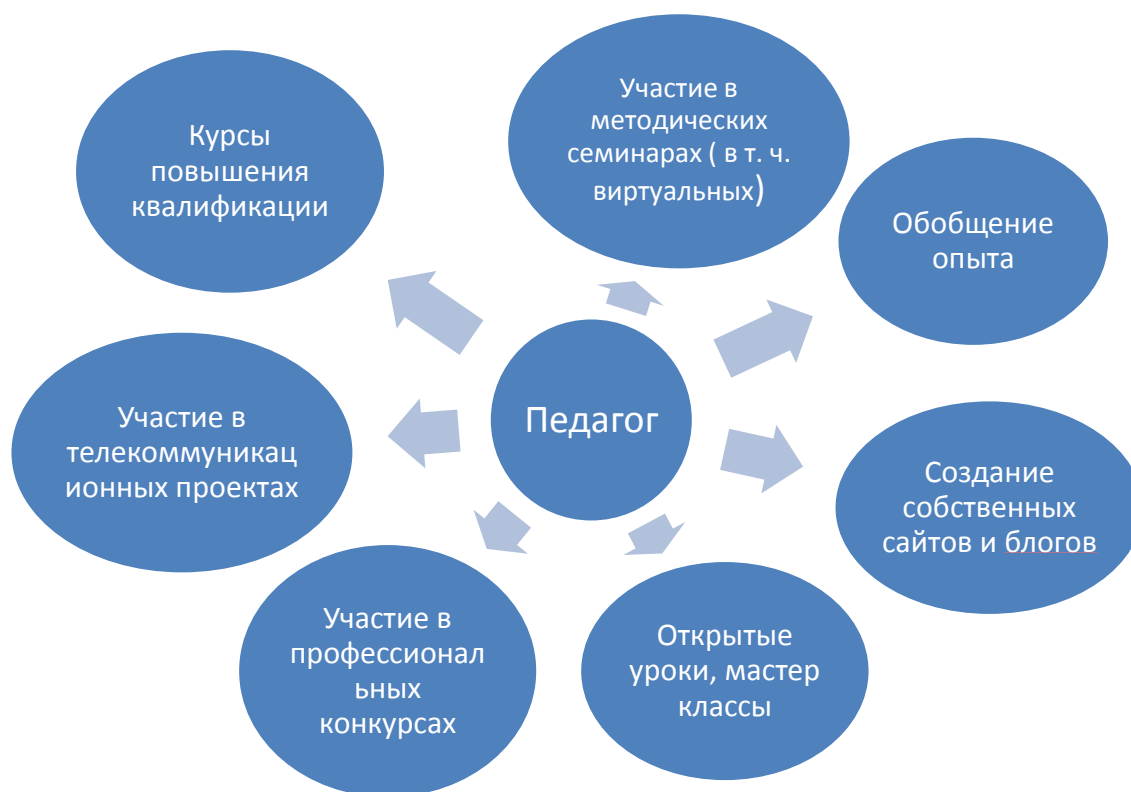 Курсы
повышения
квалификации
Участие в
методических
семинарах ( в т. ч.
виртуальных)
Обобщение
опыта
Педагог
Участие в
телекоммуникац
ионных проектах
Создание
собственных
сайтов и блогов
Участие в
профессионал
ьных
конкурсах
Открытые
уроки, мастер
классы